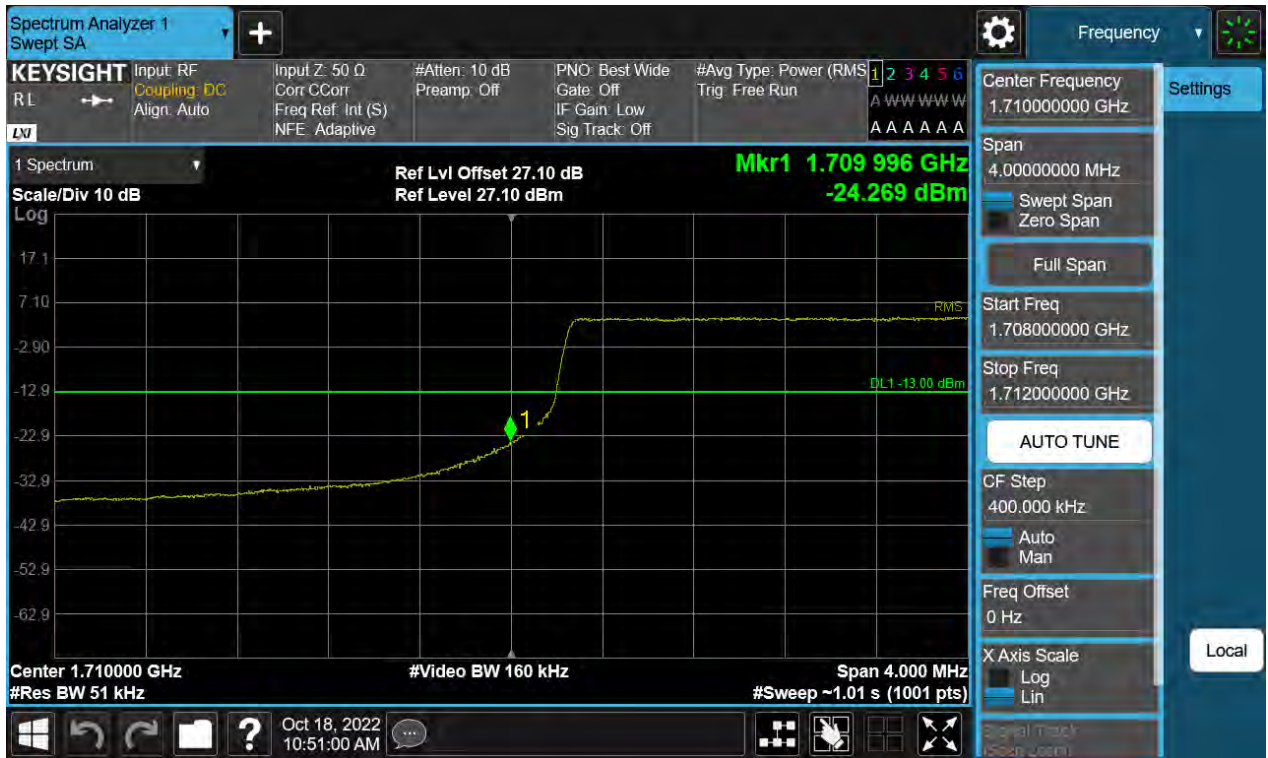 Spectrum Analyzer 1
Swept SA
Frequency
KEYSIGHT
RL
LXI
Input: RF
Coupling: DC
Align: Auto
Input Z: 50 Ω
Corr CCorr
Freq Ref: Int (S)
NFE: Adaptive
#Atten: 10 dB
Preamp: Off
PNO: Best Wide
Gate: Off
IF Gain: Low
Sig Track: Off
#Avg Type: Power (RMS
Trig: Free Run
1 2 3 4 5 6
A W W W W W
A A A A A A
1 Spectrum
Scale/Div 10 dB
Ref Lvl Offset 27.10 dB
Ref Level 27.10 dBm
Mkr1 1.709 996 GHz
-24.269 dBm
Log
17.1
7.10
-2.90
-12.9
-22.9
-32.9
-42.9
-52.9
-62.9
RMS
DL1 -13.00 dBm
1
Center 1.710000 GHz
#Video BW 160 kHz
Span 4.000 MHz
#Res BW 51 kHz
#Sweep ~1.01 s (1001 pts)
Center Frequency
1.710000000 GHz
Span
4.00000000 MHz
Swept Span
Zero Span
Full Span
Start Freq
1.708000000 GHz
Stop Freq
1.712000000 GHz
AUTO TUNE
CF Step
400.000 kHz
Auto
Man
Freq Offset
0 Hz
X Axis Scale
Log
Lin
Signal Track
(Span Zoom)
Settings
Local
?
Oct 18, 2022
10:51:00 AM